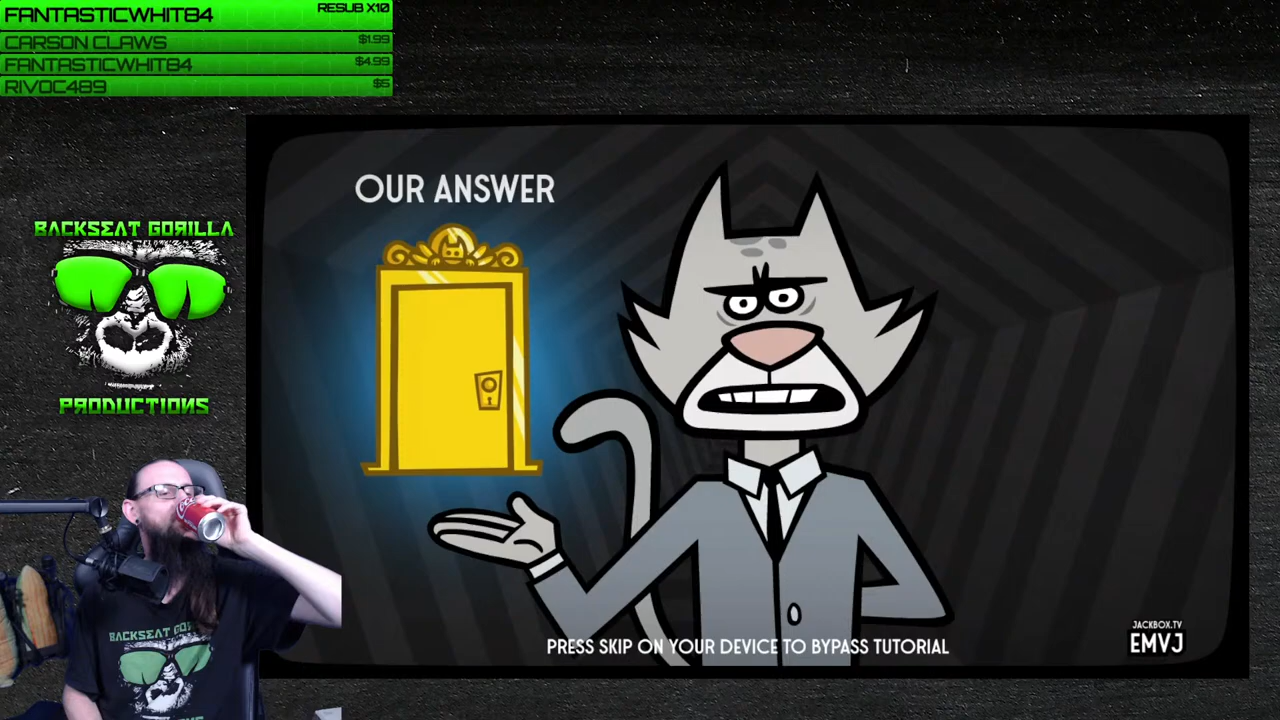 FANTASTICWHIT84
RESUB X10
CARSON CLAWS
$1.99
FANTASTICWHIT84
$4.99
RIVOC489
$5
BACKSEAT GORILLA
PRODUCTIONS
OUR ANSWER
PRESS SKIP ON YOUR DEVICE TO BYPASS TUTORIAL
JACKBOX.TV
EMVJ
BACKSEAT